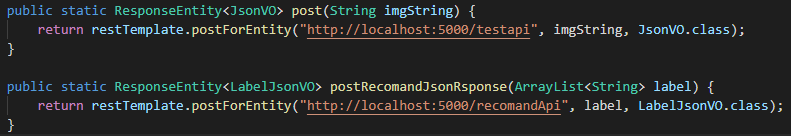 public static ResponseEntity<JsonVO> post(String imgString) {
return restTemplate.postForEntity("http://localhost:5000/testapi", imgString, JsonVO.class);
}
public static ResponseEntity<LabelJsonVO> postRecomandJsonRsponse(ArrayList<String> label) {
return restTemplate.postForEntity("http://localhost:5000/recomandApi", label, LabelJsonVO.class);
}